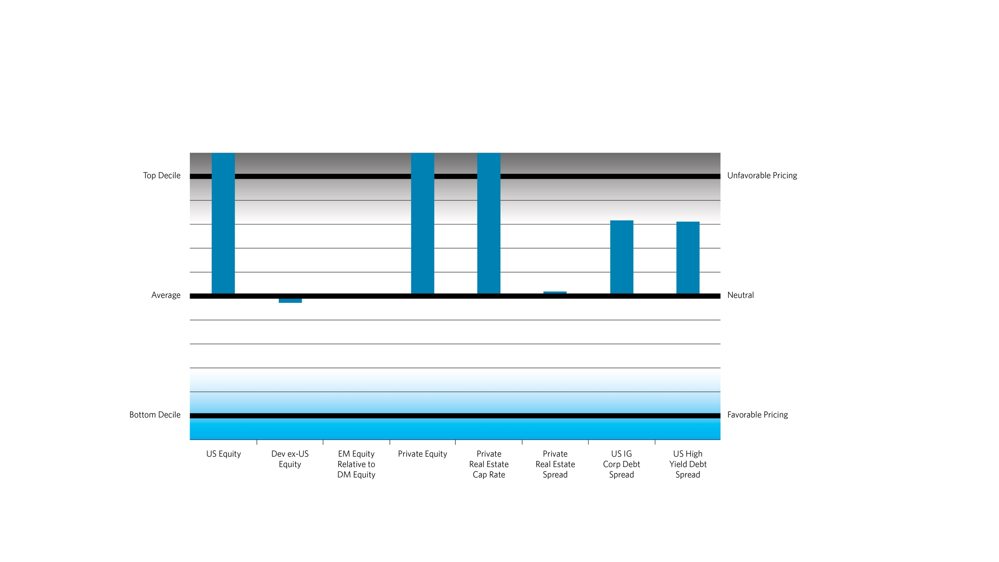 Top Decile
Unfavorable Pricing
Average
Neutral
Bottom Decile
Favorable Pricing
US Equity
Dev ex-US
Equity
EM Equity
Relative to
DM Equity
Private Equity
Private
Real Estate
Cap Rate
Private
Real Estate
Spread
US IG
Corp Debt
Spread
US High
Yield Debt
Spread